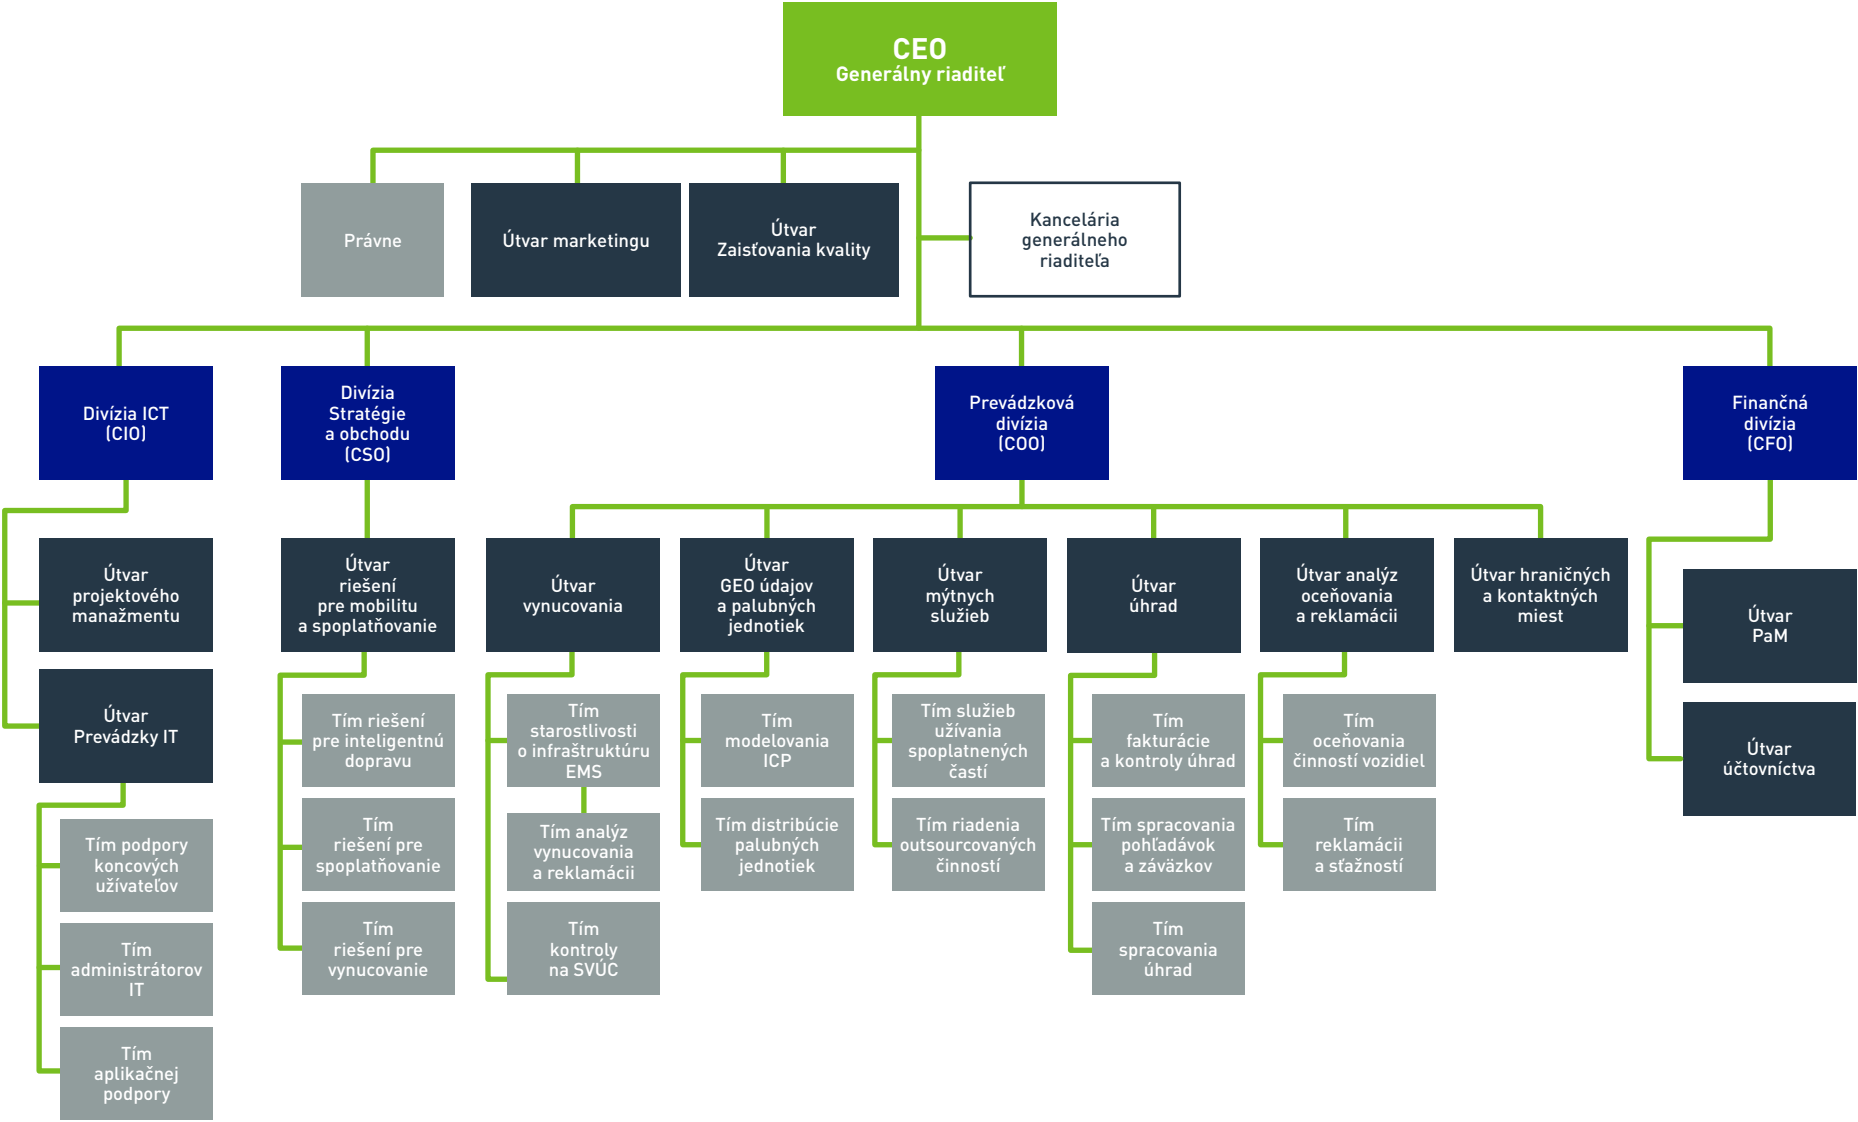 CEO
Generálny riaditeľ
Právne
Útvar marketingu
Útvar
Zaisťovania kvality
Kancelária
generálneho
riaditeľa
Divízia ICT
(CIO)
Divízia
Stratégie
a obchodu
(CSO)
Prevádzková
divízia
(COO)
Finančná
divízia
(CFO)
Útvar
projektového
manažmentu
Útvar
Prevádzky IT
Tím podpory
koncových
užívateľov
Tím
administrátorov
IT
Tím
aplikačnej
podpory
Útvar
riešení
pre mobilitu
a spoplatňovanie
Tím riešení
pre inteligentnú
dopravu
Tím
riešení pre
spoplatňovanie
Tím
riešení pre
vynucovanie
Útvar
vynucovania
Tím
starostlivosti
o infraštruktúru
EMS
Tím analýz
vynucovania
a reklamácii
Tím
kontroly
na SVÚC
Útvar
GEO údajov
a palubných
jednotiek
Tím
modelovania
ICP
Tím distribúcie
palubných
jednotiek
Útvar
mýtnych
služieb
Tím služieb
užívania
spoplatnených
častí
Tím riadenia
outsourcovaných
činností
Útvar
úhrad
Tím
fakturácie
a kontroly úhrad
Tím spracovania
pohľadávok
a záväzkov
Tím
spracovania
úhrad
Útvar analýz
oceňovania
a reklamácii
Tím
oceňovania
činností vozidiel
Tím
reklamácii
a sťažností
Útvar hraničných
a kontaktných
miest
Útvar
PaM
Útvar
účtovníctva